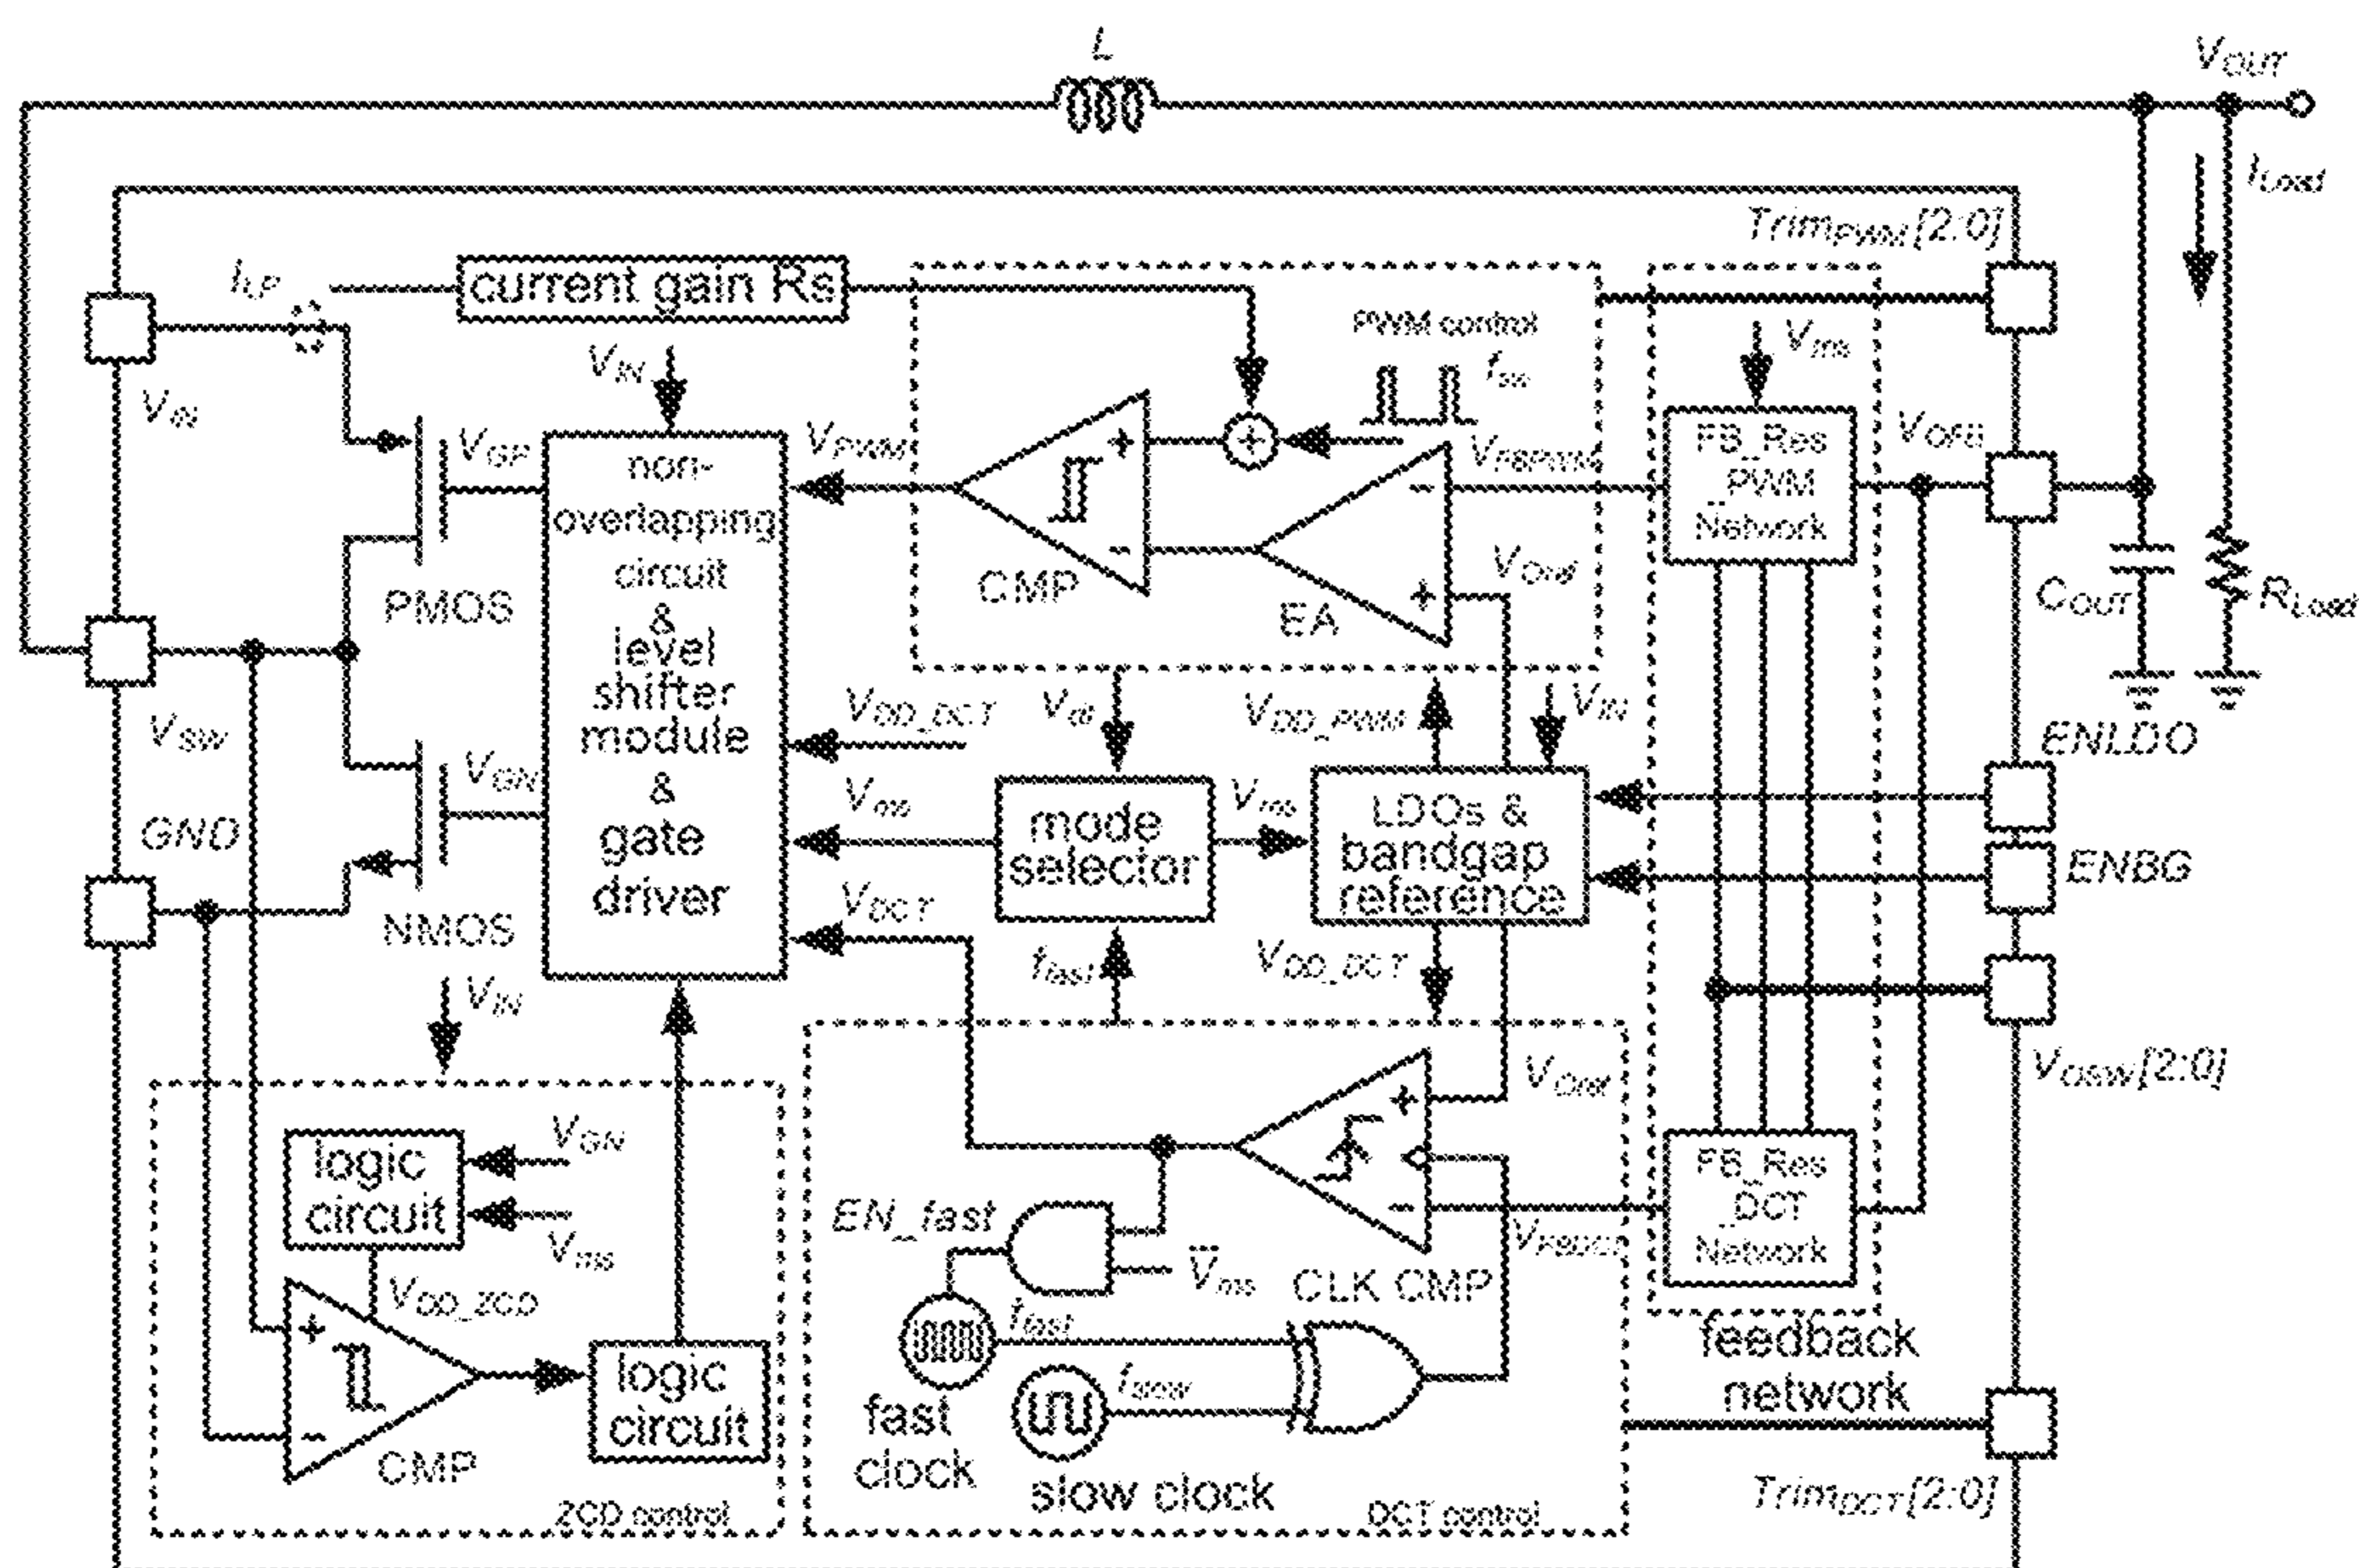 L
VOUT
ILoad
TrimPWM[2:0]
ILP
current gain Rs
PWM control
Vms
VIN
fsw
VIN
VGP
non-
overlapping
circuit
&
level
shifter
module
&
gate
driver
VPWM
VFBPWM
FB_Res
_PWM
Network
VOFB
CMP
EA
VOref
COUT
RLoad
PMOS
VSW
VDD_DCT
VDD_PWM
VIN
ENLDO
VGN
Vms
mode
selector
Vms
LDOs &
bandgap
reference
GND
ENBG
NMOS
VDCT
ffast
VDD_DCT
VIN
VOSW[2:0]
VOref
logic
circuit
VGN
Vms
EN_fast
Vms
VFBDCT
FB_Res
_DCT
Network
CLK CMP
VDD_ZCD
ffast
feedback
network
logic
circuit
fslow
fast
clock
CMP
slow clock
ZCD control
DCT control
TrimDCT[2:0]